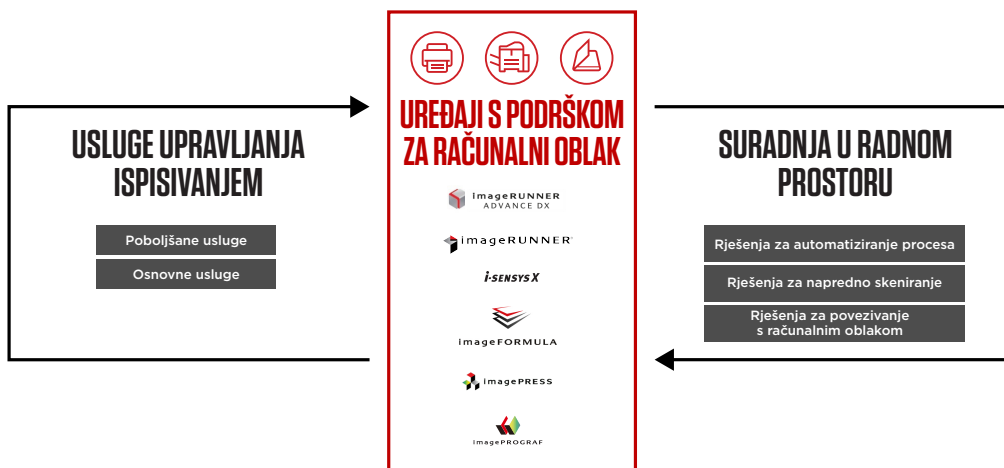 USLUGE UPRAVLJANJA
ISPISIVANJEM
Poboljšane usluge
Osnovne usluge
UREĐAJI S PODRŠKOM
ZA RAČUNALNI OBLAK
imageRUNNER
ADVANCE DX
imageRUNNER
i-SENSYS X
imageFORMULA
imagePRESS
imagePROGRAF
SURADNJA U RADNOM
PROSTORU
Rješenja za automatiziranje procesa
Rješenja za napredno skeniranje
Rješenja za povezivanje
s računalnim oblakom